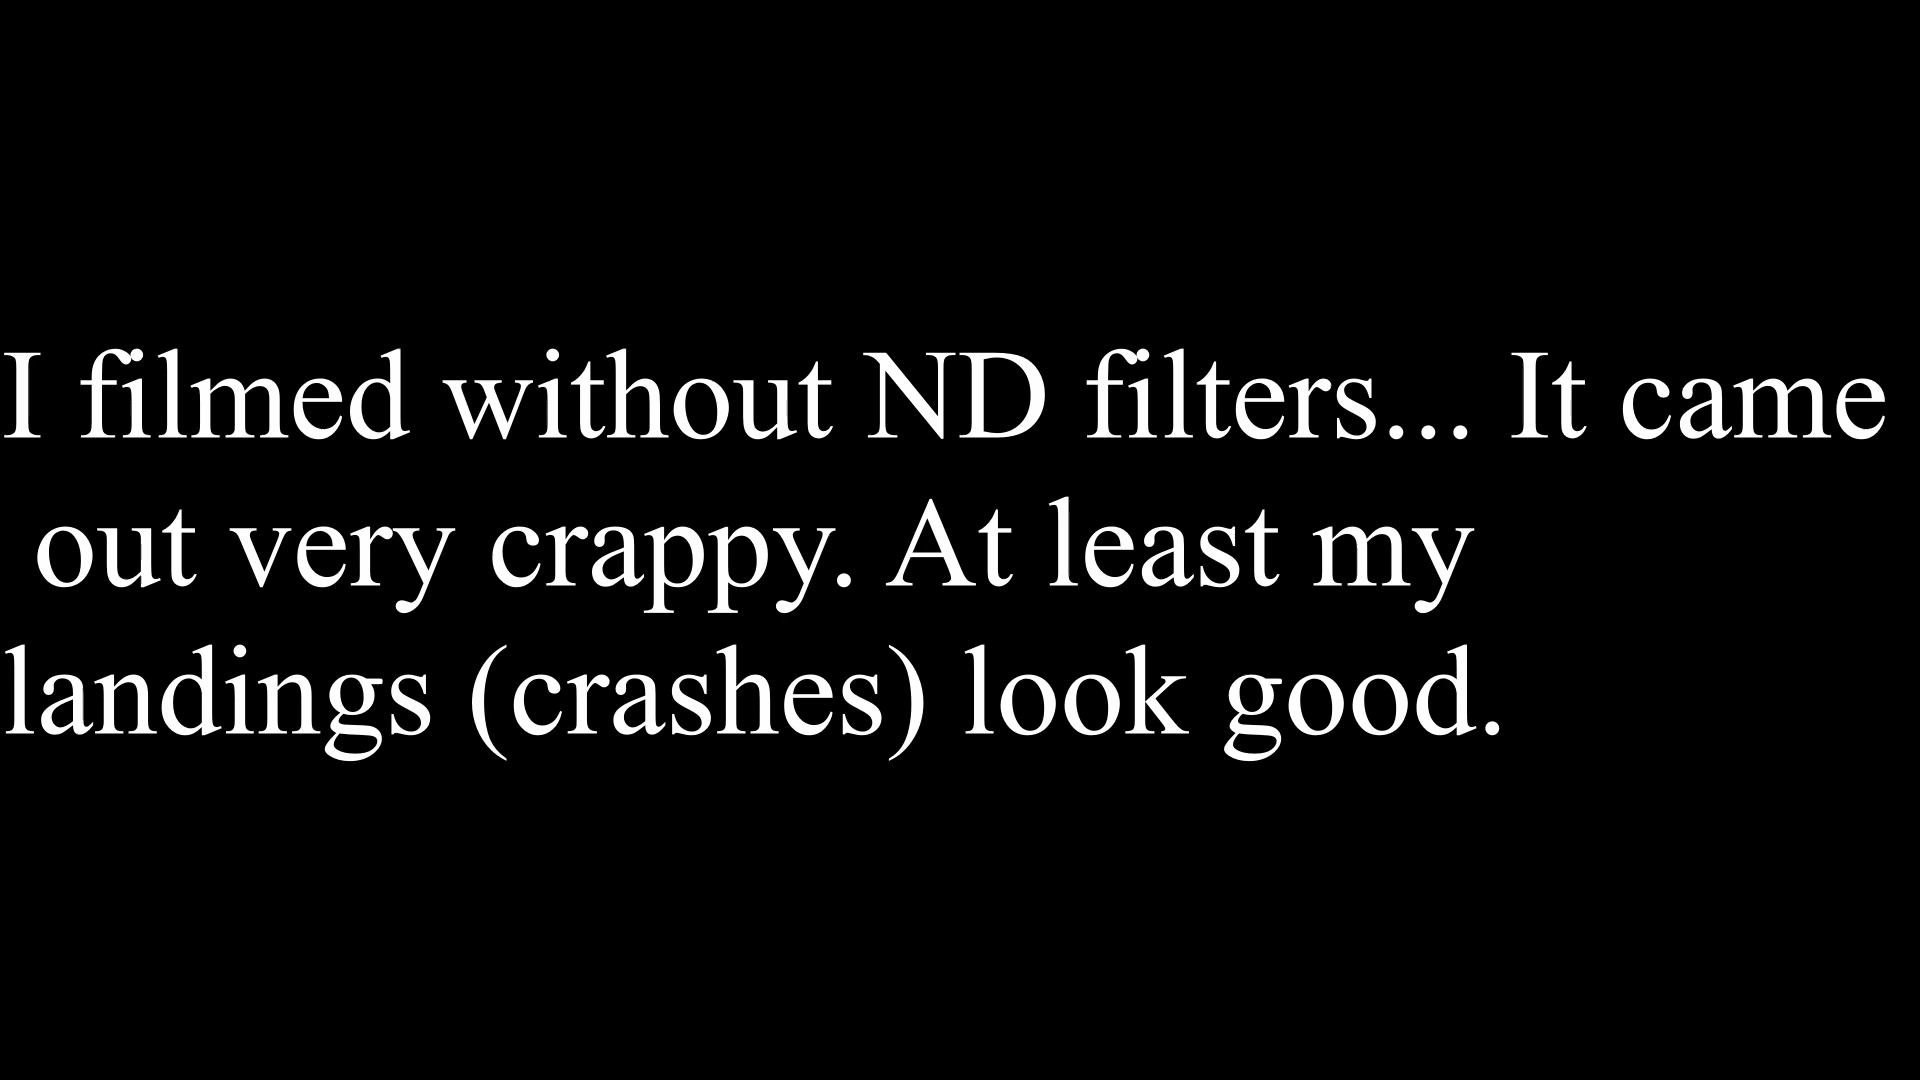 I filmed without ND filters... It came
out very crappy. At least my
landings (crashes) look good.